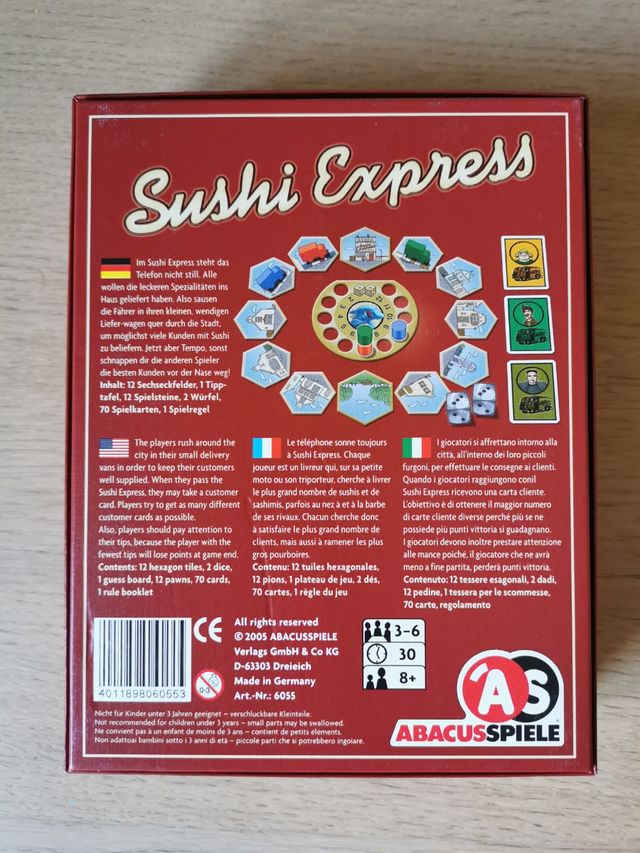 Sushi Express
Im Sushi Express steht das
Telefon nicht still. Alle
wollen die leckeren Spezialitäten ins
Haus geliefert haben. Also sausen
die Fahrer in ihren kleinen, wendigen
Liefer-wagen quer durch die Stadt,
um möglichst viele Kunden mit Sushi
zu beliefern. Jetzt aber Tempo, sonst
schnappen dir die anderen Spieler
die besten Kunden vor der Nase weg!
Inhalt: 12 Sechseckfelder, 1 Tipp-
tafel, 12 Spielsteine, 2 Würfel,
70 Spielkarten, 1 Spielregel
The players rush around the
city in their small delivery
vans in order to keep their customers
well supplied. When they pass the
Sushi Express, they may take a customer
card. Players try to get as many different
customer cards as possible.
Also, players should pay attention to
their tips, because the player with the
fewest tips will lose points at game end.
Contents: 12 hexagon tiles, 2 dice,
1 guess board, 12 pawns, 70 cards,
1 rule booklet
Le téléphone sonne toujours
à Sushi Express. Chaque
joueur est un livreur qui, sur sa petite
moto ou son triporteur, cherche à livrer
le plus grand nombre de sushis et de
sashimis, parfois au nez et à la barbe
de ses rivaux. Chacun cherche donc
à satisfaire le plus grand nombre de
clients, mais aussi à ramener les plus
gros pourboires.
Contenu: 12 tuiles hexagonales,
12 pions, 1 plateau de jeu, 2 dés,
70 cartes, 1 règle du jeu
I giocatori si affrettano intorno alla
città, all'interno dei loro piccoli
furgoni, per effettuare le consegne ai clienti.
Quando i giocatori raggiungono conil
Sushi Express ricevono una carta cliente.
L'obiettivo è di ottenere il maggior numero
di carte cliente diverse perché più se ne
possiede più punti vittoria si guadagnano.
I giocatori devoni inoltre prestare attenzione
alle mance poiché, il giocatore che ne avrà
meno a fine partita, perderà punti vittoria.
Contenuto: 12 tessere esagonali, 2 dadi,
12 pedine, 1 tessera per le scommesse,
70 carte, regolamento
4011898060553
CE
0-3
All rights reserved
© 2005 ABACUSSPIELE
Verlags GmbH & Co KG
D-63303 Dreieich
Made in Germany
Art.-Nr.: 6055
3-6
30
8+
AS
ABACUSSPIELE
Nicht für Kinder unter 3 Jahren geeignet – verschluckbare Kleinteile.
Not recommended for children under 3 years – small parts may be swallowed.
Ne convient pas à un enfant de moins de 3 ans – contient de petits élements.
Non adattoai bambini sotto i 3 anni di età – piccole parti che si potrebbero ingoiare.